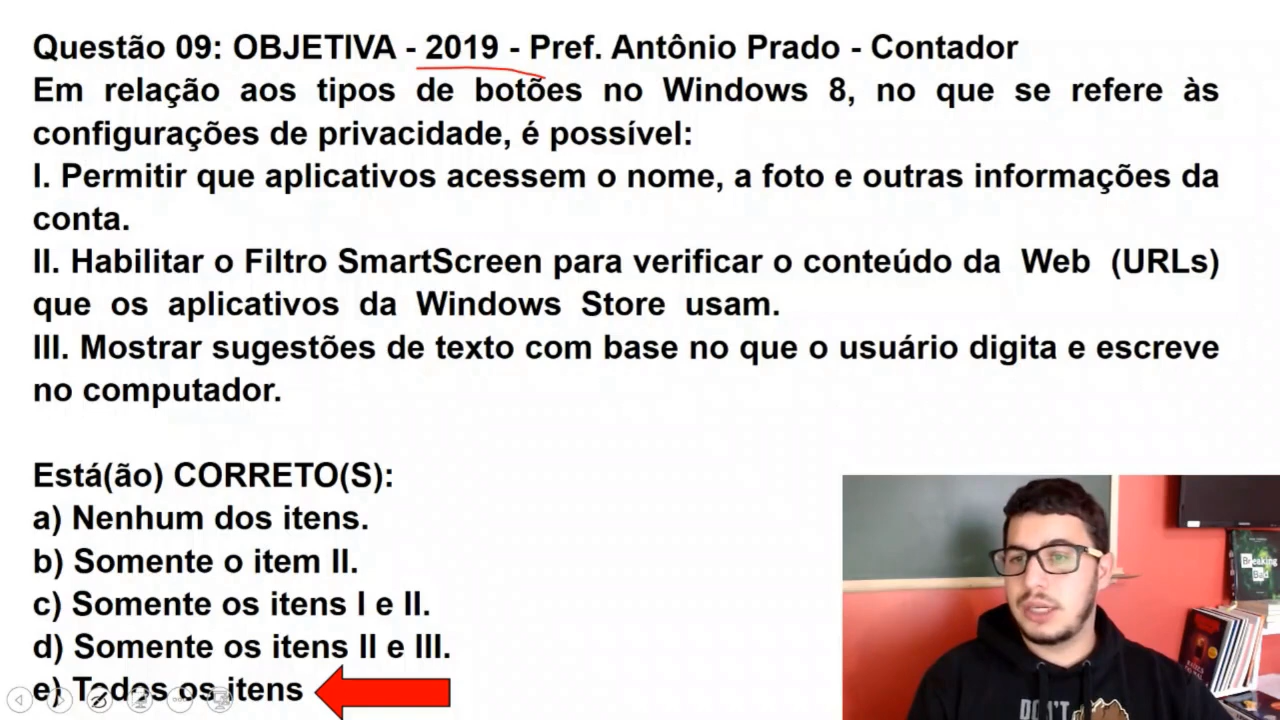 Questão 09: OBJETIVA - 2019 - Pref. Antônio Prado - Contador
Em relação aos tipos de botões no Windows 8, no que se refere às
configurações de privacidade, é possível:
I. Permitir que aplicativos acessem o nome, a foto e outras informações da
conta.
II. Habilitar o Filtro SmartScreen para verificar o conteúdo da Web (URLs)
que os aplicativos da Windows Store usam.
III. Mostrar sugestões de texto com base no que o usuário digita e escreve
no computador.
Está(ão) CORRETO(S):
a) Nenhum dos itens.
b) Somente o item II.
c) Somente os itens I e II.
d) Somente os itens II e III.
e) Todos os itens
Breaking
Bad
DON'T